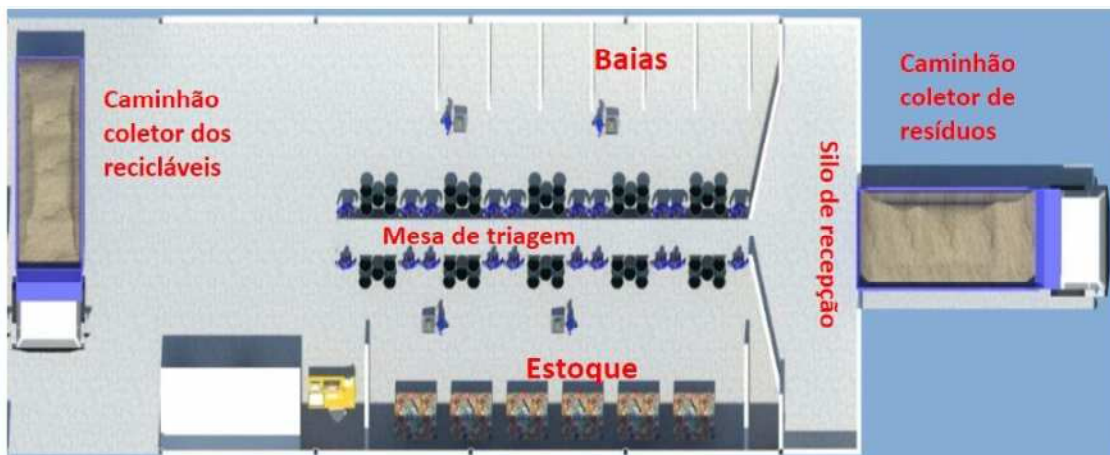 Baias
Caminhão
coletor dos
recicláveis
Caminhão
coletor de
resíduos
Silo de recepção
Mesa de triagem
Estoque